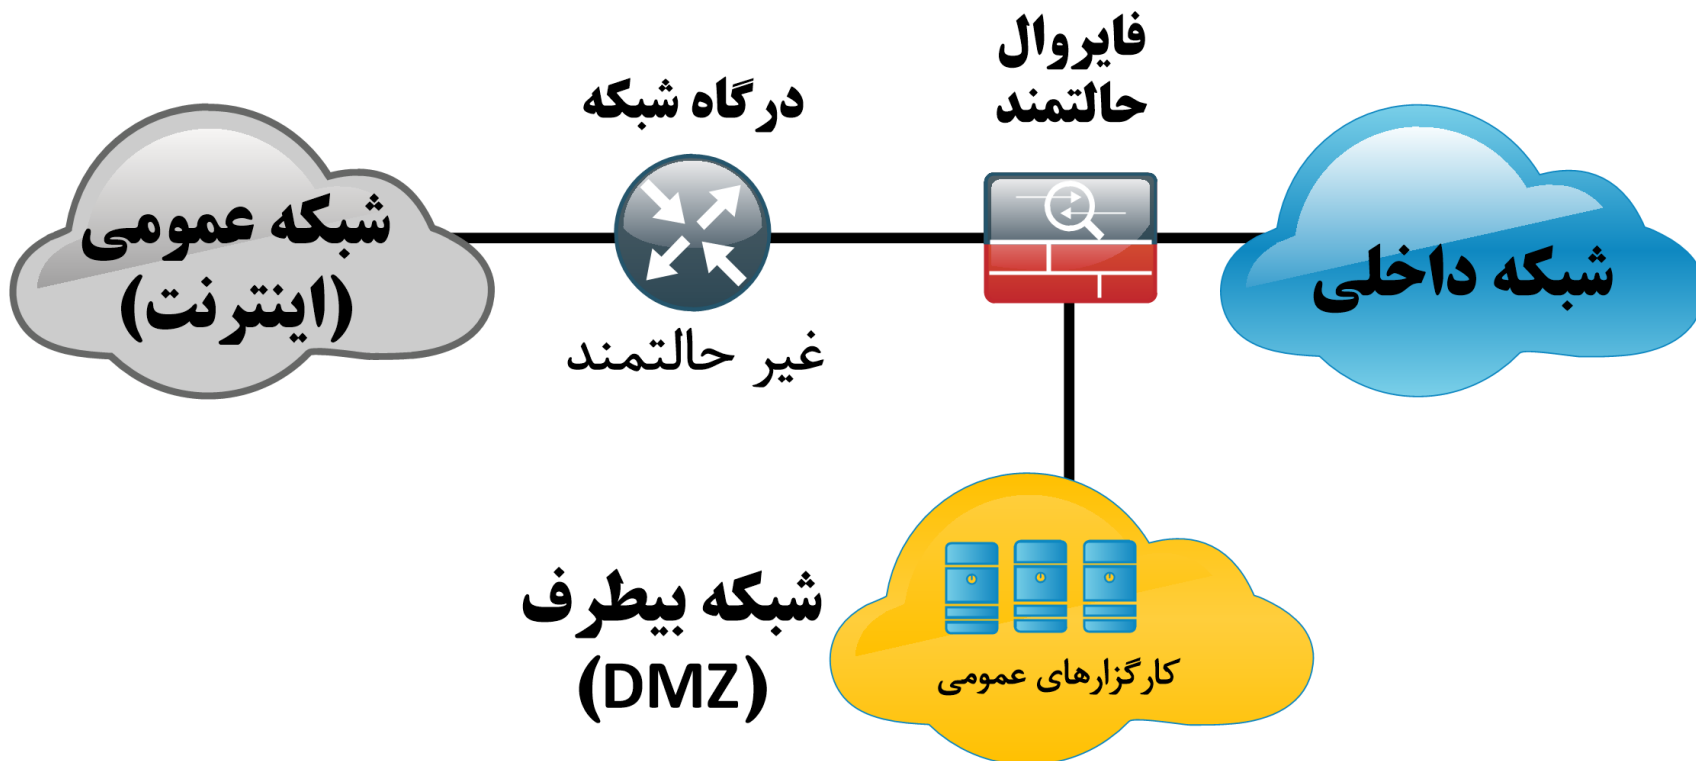 فایروال
حالتمند
درگاه شبکه
شبکه عمومی
(اینترنت)
غیر حالتمند
شبکه داخلی
شبکه بیطرف
(DMZ)
کارگزارهای عمومی